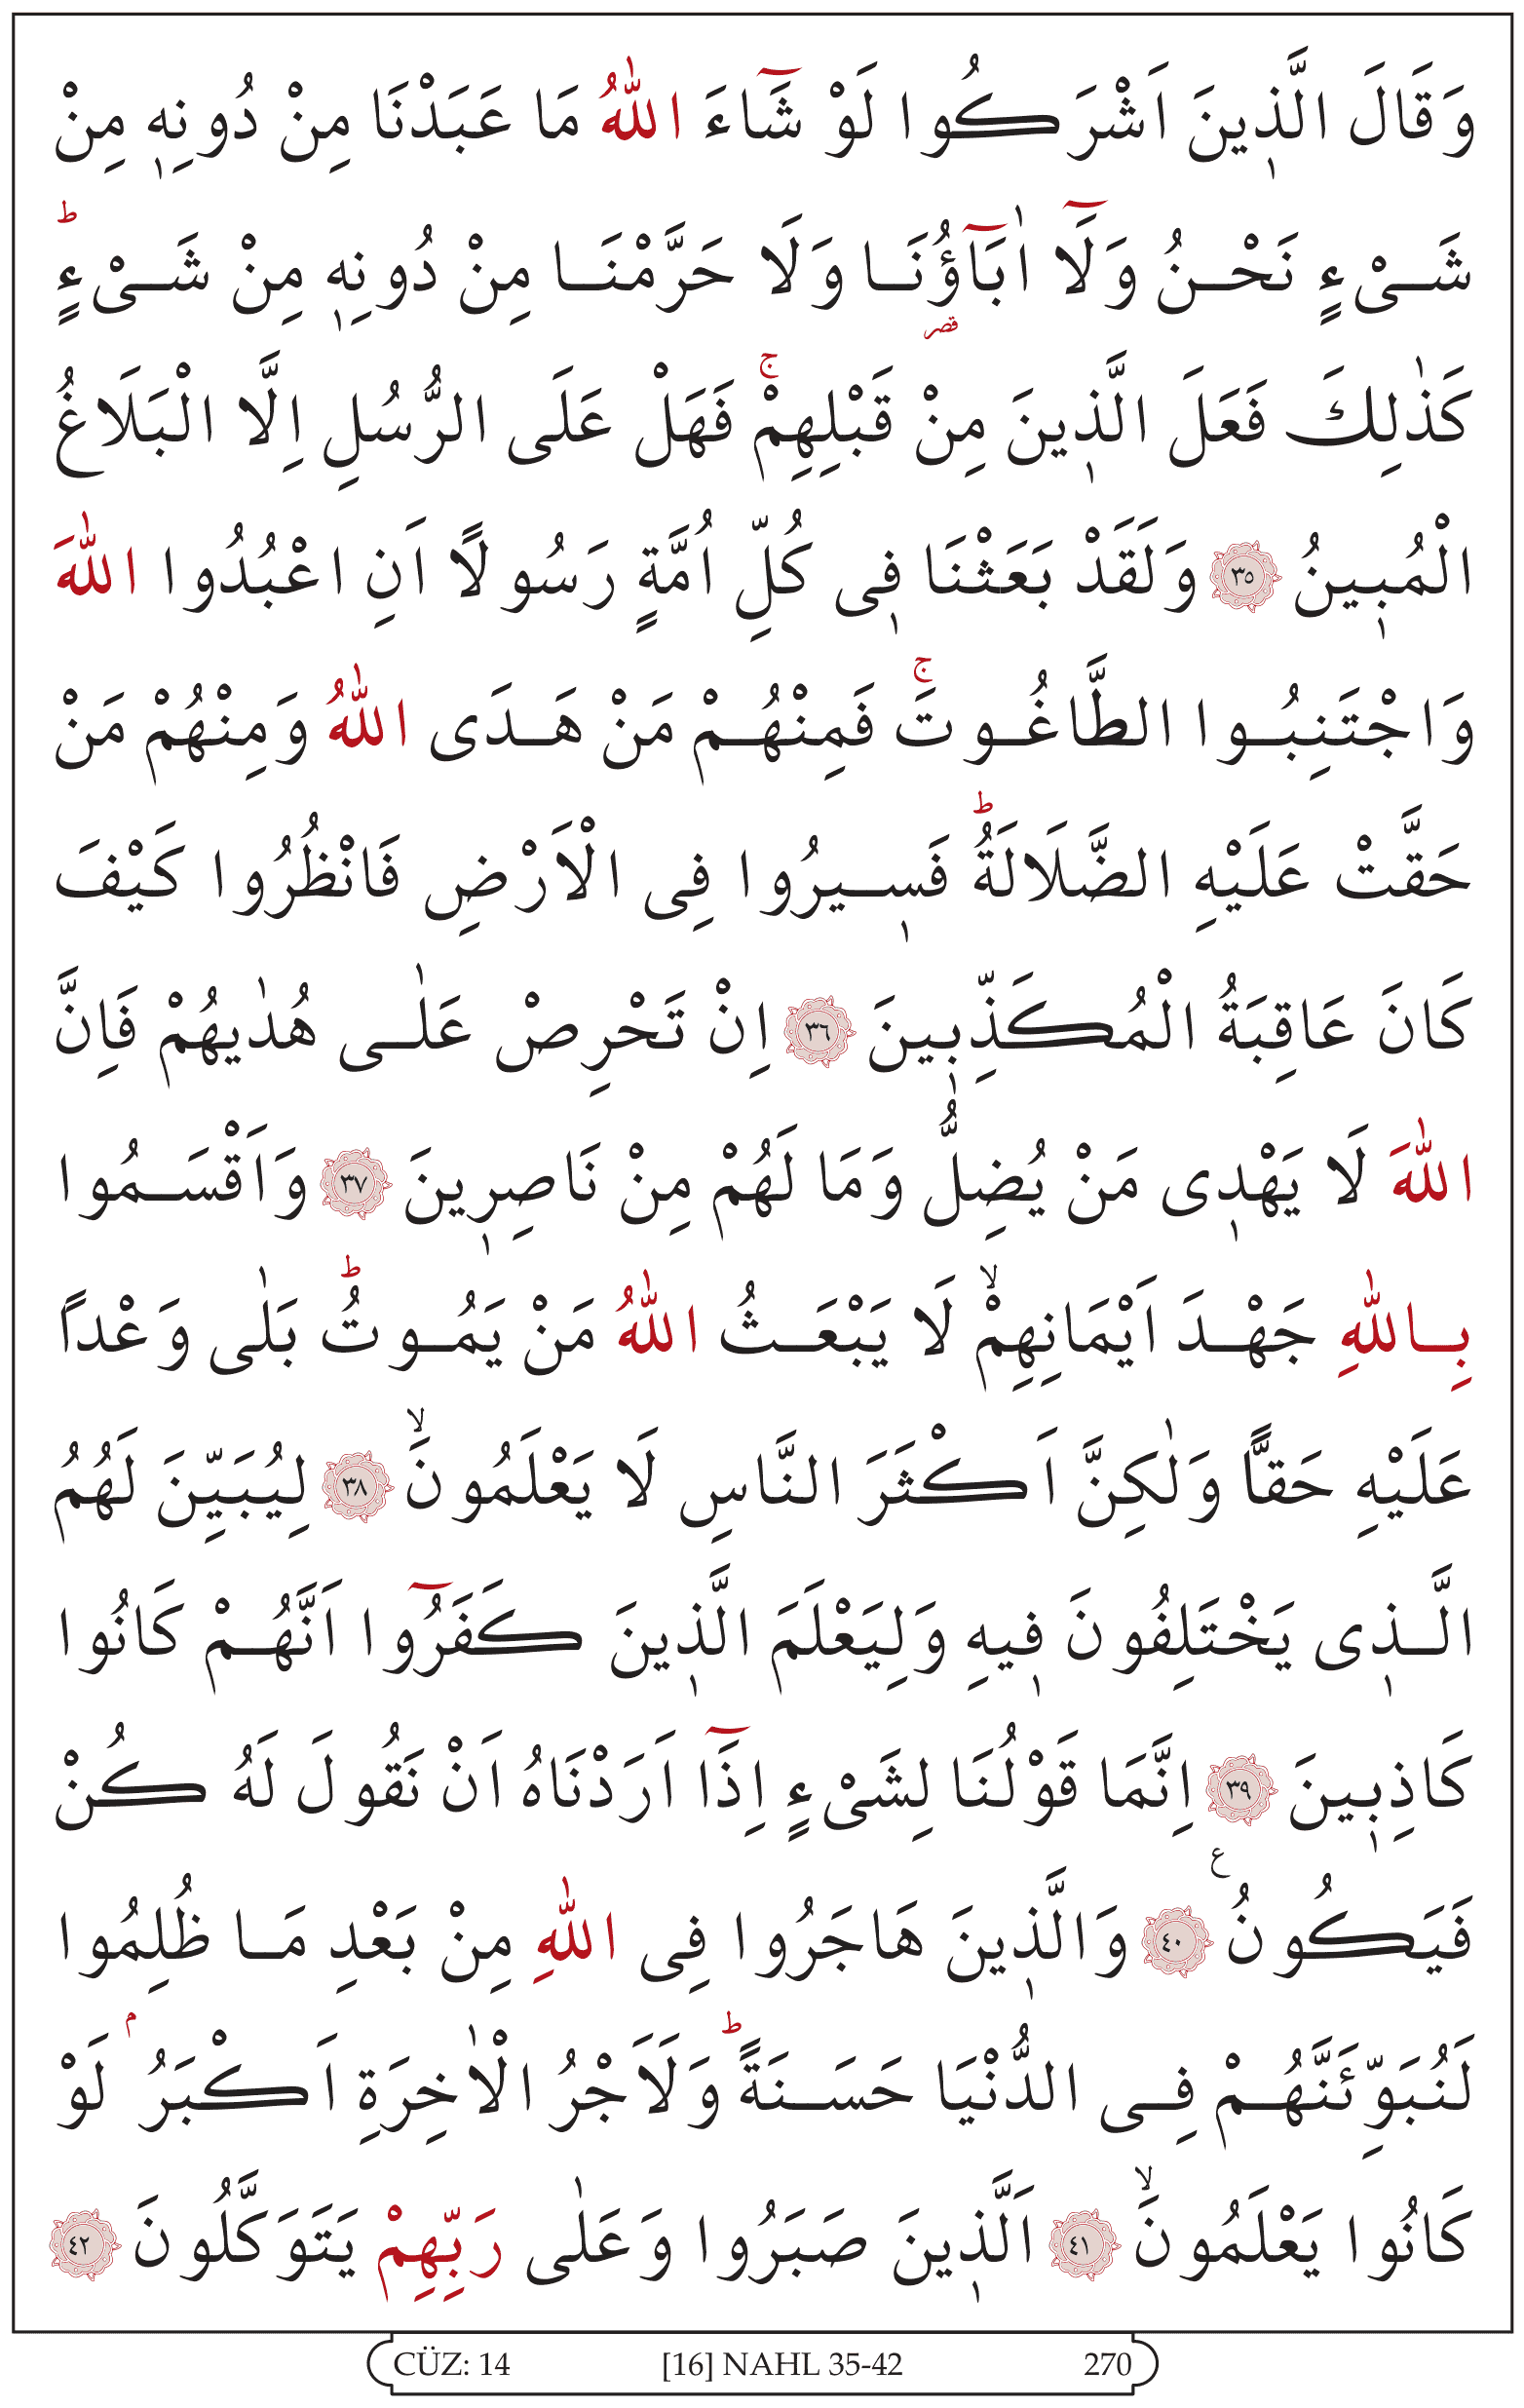 وَقَالَ الَّذ۪ينَ اَشْرَكُوا لَوْ شَٓاءَ اللّٰهُ مَا عَبَدْنَا مِنْ دُونِه۪ مِنْ
شَيْءٍ نَحْنُ وَلَٓا اٰبَٓاؤُ۬نَا وَلَا حَرَّمْنَا مِنْ دُونِه۪ مِنْ شَيْءٍۜ
كَذٰلِكَ فَعَلَ الَّذ۪ينَ مِنْ قَبْلِهِمْۚ فَهَلْ عَلَى الرُّسُلِ اِلَّا الْبَلَاغُ
الْمُب۪ينُ ﴿٣٥﴾ وَلَقَدْ بَعَثْنَا ف۪ي كُلِّ اُمَّةٍ رَسُولًا اَنِ اعْبُدُوا اللّٰهَ
وَاجْتَنِبُوا الطَّاغُوتَۚ فَمِنْهُمْ مَنْ هَدَى اللّٰهُ وَمِنْهُمْ مَنْ
حَقَّتْ عَلَيْهِ الضَّلَالَةُۜ فَس۪يرُوا فِي الْاَرْضِ فَانْظُرُوا كَيْفَ
كَانَ عَاقِبَةُ الْمُكَذِّب۪ينَ ﴿٣٦﴾ اِنْ تَحْرِصْ عَلٰى هُدٰيهُمْ فَاِنَّ
اللّٰهَ لَا يَهْد۪ي مَنْ يُضِلُّ وَمَا لَهُمْ مِنْ نَاصِر۪ينَ ﴿٣٧﴾ وَاَقْسَمُوا
بِاللّٰهِ جَهْدَ اَيْمَانِهِمْۙ لَا يَبْعَثُ اللّٰهُ مَنْ يَمُوتُۜ بَلٰى وَعْدًا
عَلَيْهِ حَقًّا وَلٰكِنَّ اَكْثَرَ النَّاسِ لَا يَعْلَمُونَۙ ﴿٣٨﴾ لِيُبَيِّنَ لَهُمُ
الَّذ۪ي يَخْتَلِفُونَ ف۪يهِ وَلِيَعْلَمَ الَّذ۪ينَ كَفَرُٓوا اَنَّهُمْ كَانُوا
كَاذِب۪ينَ ﴿٣٩﴾ اِنَّمَا قَوْلُنَا لِشَيْءٍ اِذَٓا اَرَدْنَاهُ اَنْ نَقُولَ لَهُ كُنْ
فَيَكُونُ۟ ﴿٤٠﴾ وَالَّذ۪ينَ هَاجَرُوا فِي اللّٰهِ مِنْ بَعْدِ مَا ظُلِمُوا
لَنُبَوِّئَنَّهُمْ فِي الدُّنْيَا حَسَنَةًۜ وَلَاَجْرُ الْاٰخِرَةِ اَكْبَرُۢ لَوْ
كَانُوا يَعْلَمُونَۙ ﴿٤١﴾ اَلَّذ۪ينَ صَبَرُوا وَعَلٰى رَبِّهِمْ يَتَوَكَّلُونَ ﴿٤٢﴾
CÜZ: 14 [16] NAHL 35-42 270